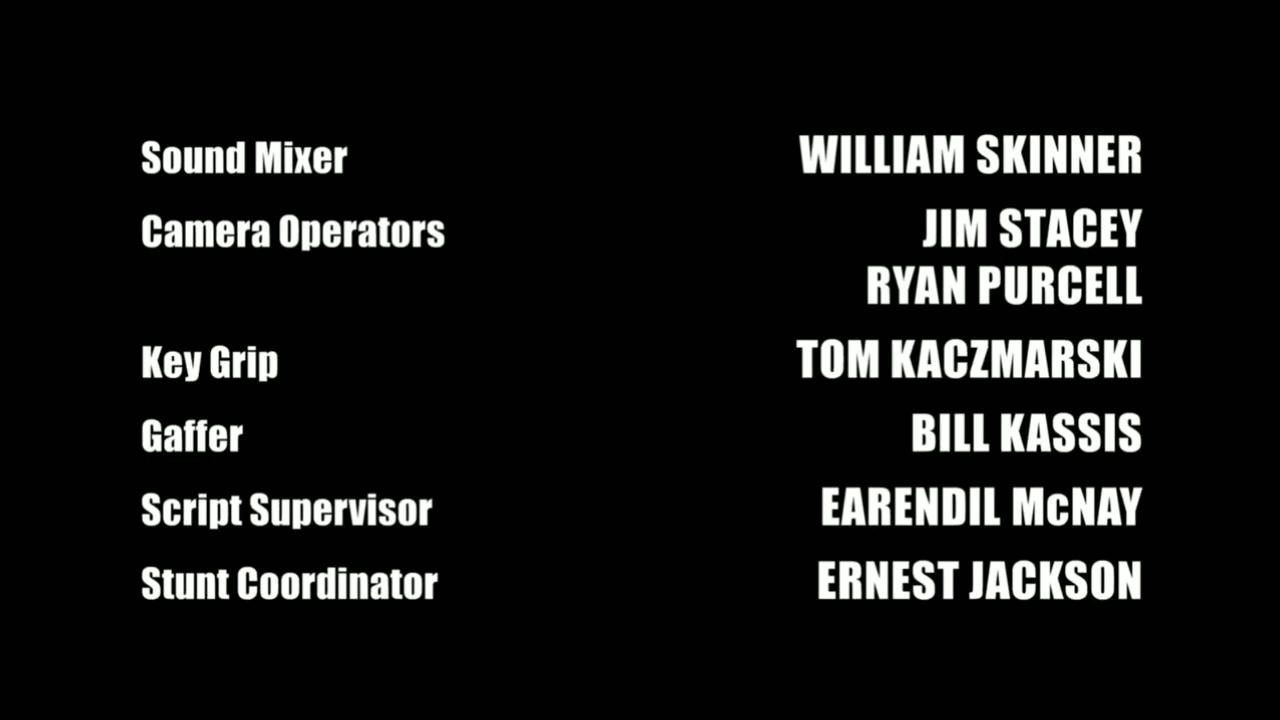 Sound Mixer WILLIAM SKINNER
Camera Operators JIM STACEY
RYAN PURCELL
Key Grip TOM KACZMARSKI
Gaffer BILL KASSIS
Script Supervisor EARENDIL McNAY
Stunt Coordinator ERNEST JACKSON